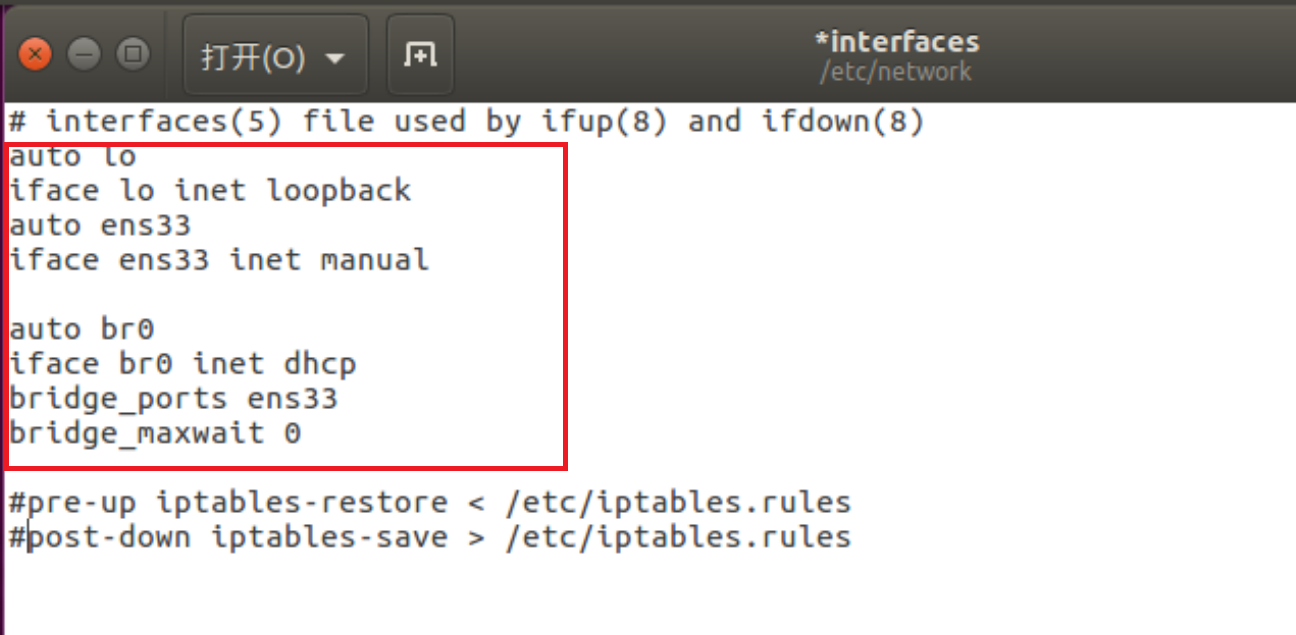 打开(O)
*interfaces
/etc/network
# interfaces(5) file used by ifup(8) and ifdown(8)
auto lo
iface lo inet loopback
auto ens33
iface ens33 inet manual
auto br0
iface br0 inet dhcp
bridge_ports ens33
bridge_maxwait 0
#pre-up iptables-restore < /etc/iptables.rules
#post-down iptables-save > /etc/iptables.rules